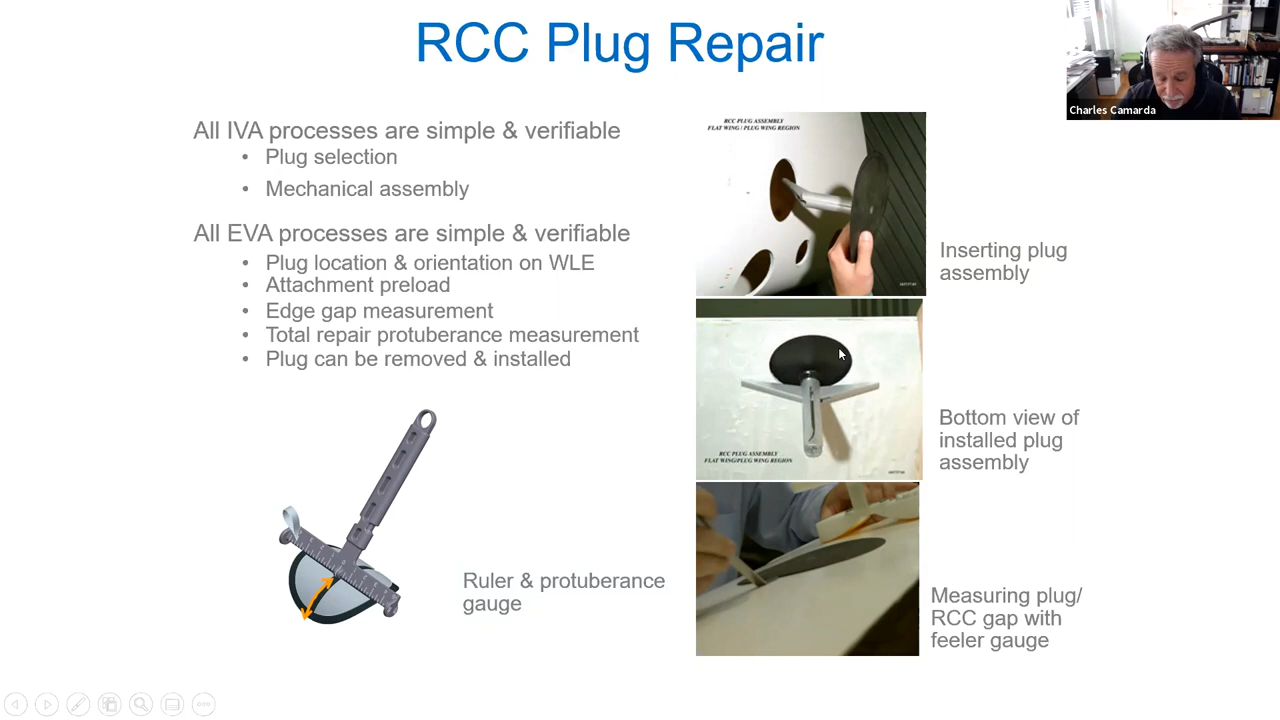 RCC Plug Repair
Charles Camarda
All IVA processes are simple & verifiable
• Plug selection
• Mechanical assembly
All EVA processes are simple & verifiable
• Plug location & orientation on WLE
• Attachment preload
• Edge gap measurement
• Total repair protuberance measurement
• Plug can be removed & installed
Ruler & protuberance
gauge
RCC PLUG ASSEMBLY
FLAT WING / PLUG WING REGION
Inserting plug
assembly
RCC PLUG ASSEMBLY
FLAT WING/PLUG WING REGION
Bottom view of
installed plug
assembly
Measuring plug/
RCC gap with
feeler gauge